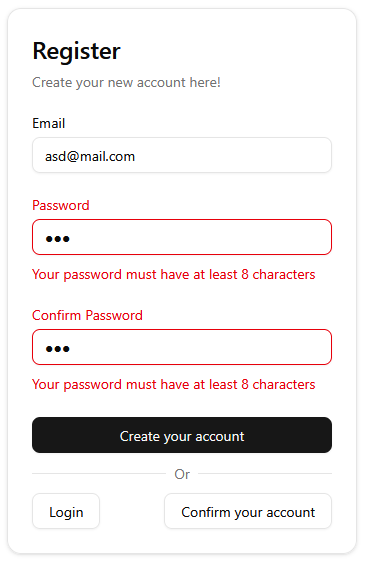 Register
Create your new account here!
Email
asd@mail.com
Password
●●●
Your password must have at least 8 characters
Confirm Password
●●●
Your password must have at least 8 characters
Create your account
Or
Login
Confirm your account